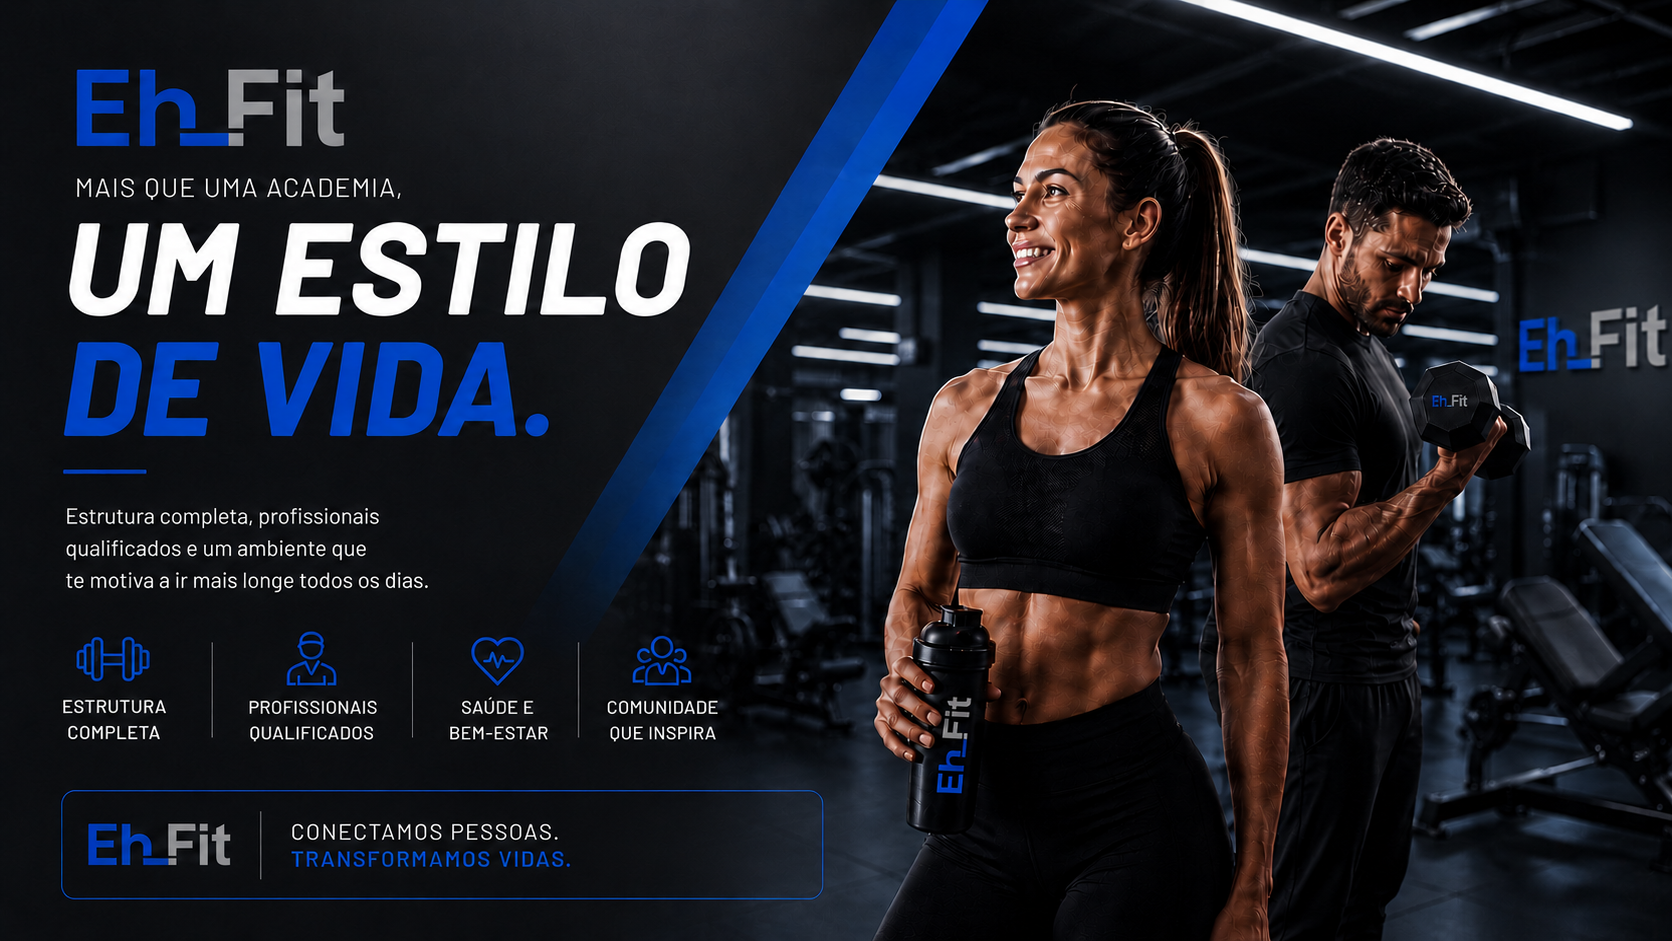 Eh_Fit
MAIS QUE UMA ACADEMIA,
UM ESTILO
DE VIDA.
Estrutura completa, profissionais
qualificados e um ambiente que
te motiva a ir mais longe todos os dias.
ESTRUTURA
COMPLETA
PROFISSIONAIS
QUALIFICADOS
SAÚDE E
BEM-ESTAR
COMUNIDADE
QUE INSPIRA
Eh_Fit
CONECTAMOS PESSOAS.
TRANSFORMAMOS VIDAS.
Eh_Fit
Eh_Fit
Eh_Fit